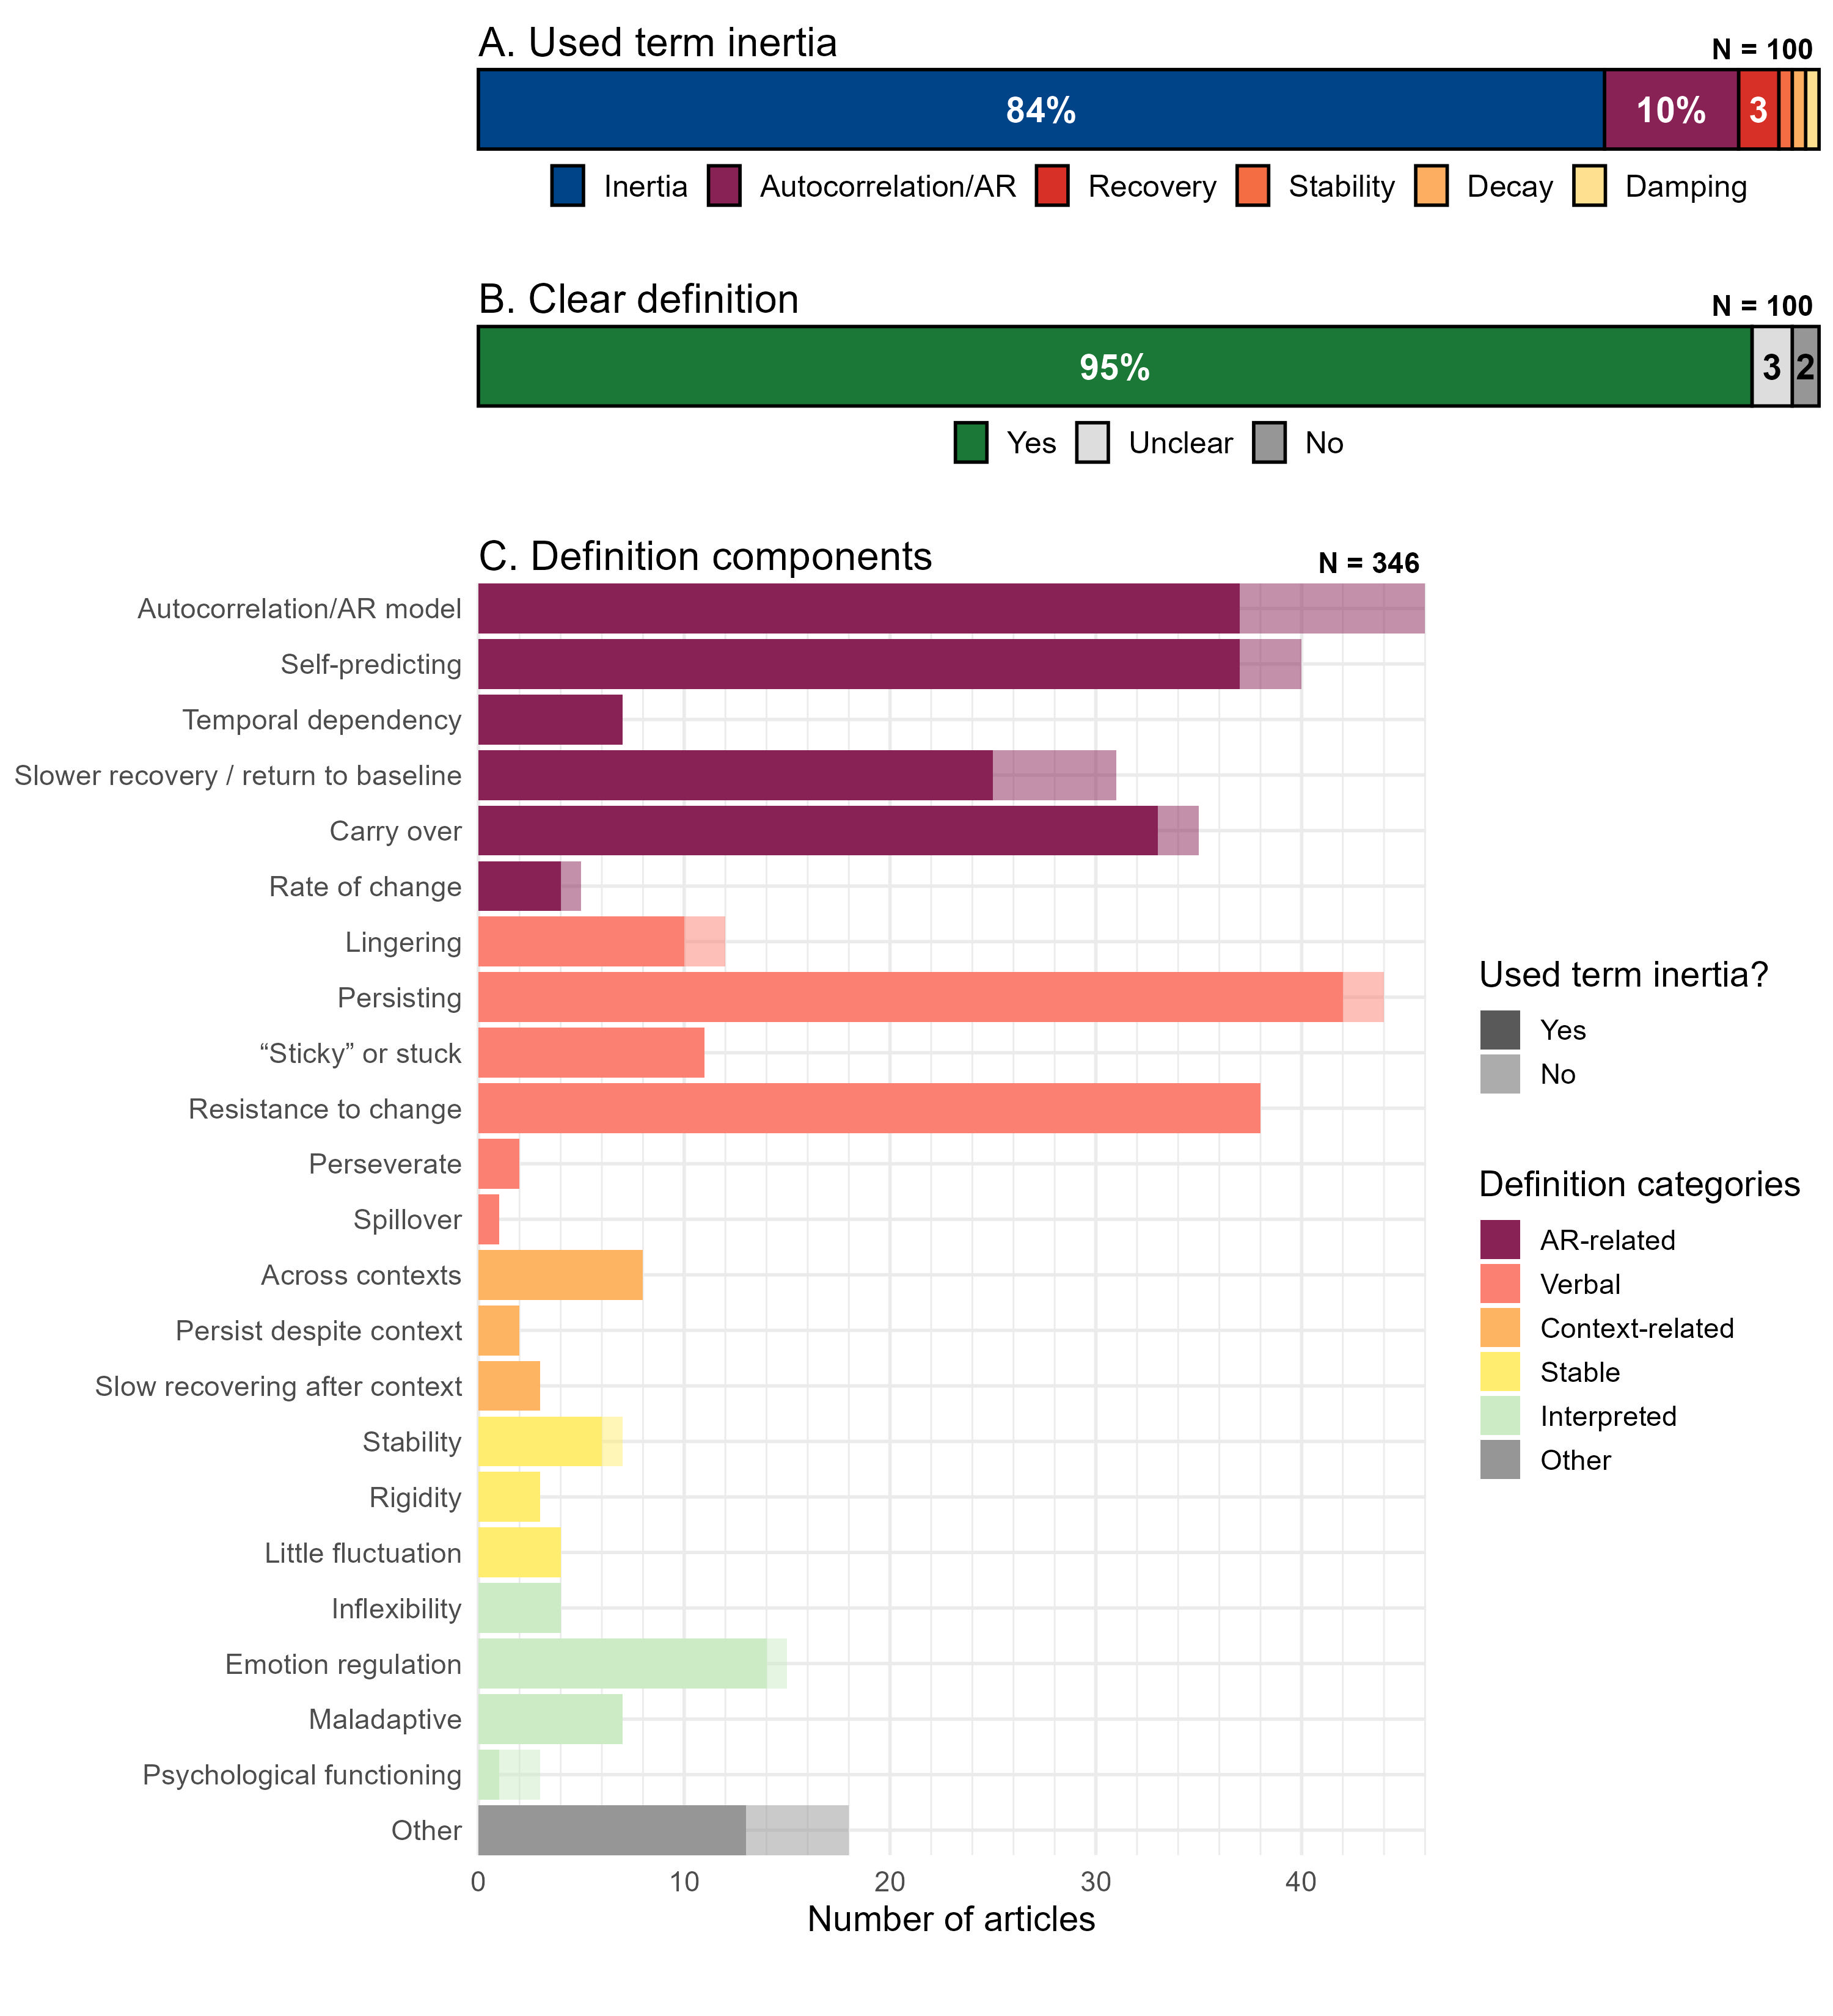 A. Used term inertia
N = 100
84%
10%
3
Inertia
Autocorrelation/AR
Recovery
Stability
Decay
Damping
B. Clear definition
N = 100
95%
3
2
Yes
Unclear
No
C. Definition components
N = 346
Autocorrelation/AR model
Self-predicting
Temporal dependency
Slower recovery / return to baseline
Carry over
Rate of change
Lingering
Persisting
“Sticky” or stuck
Resistance to change
Perseverate
Spillover
Across contexts
Persist despite context
Slow recovering after context
Stability
Rigidity
Little fluctuation
Inflexibility
Emotion regulation
Maladaptive
Psychological functioning
Other
0
10
20
30
40
Number of articles
Used term inertia?
Yes
No
Definition categories
AR-related
Verbal
Context-related
Stable
Interpreted
Other